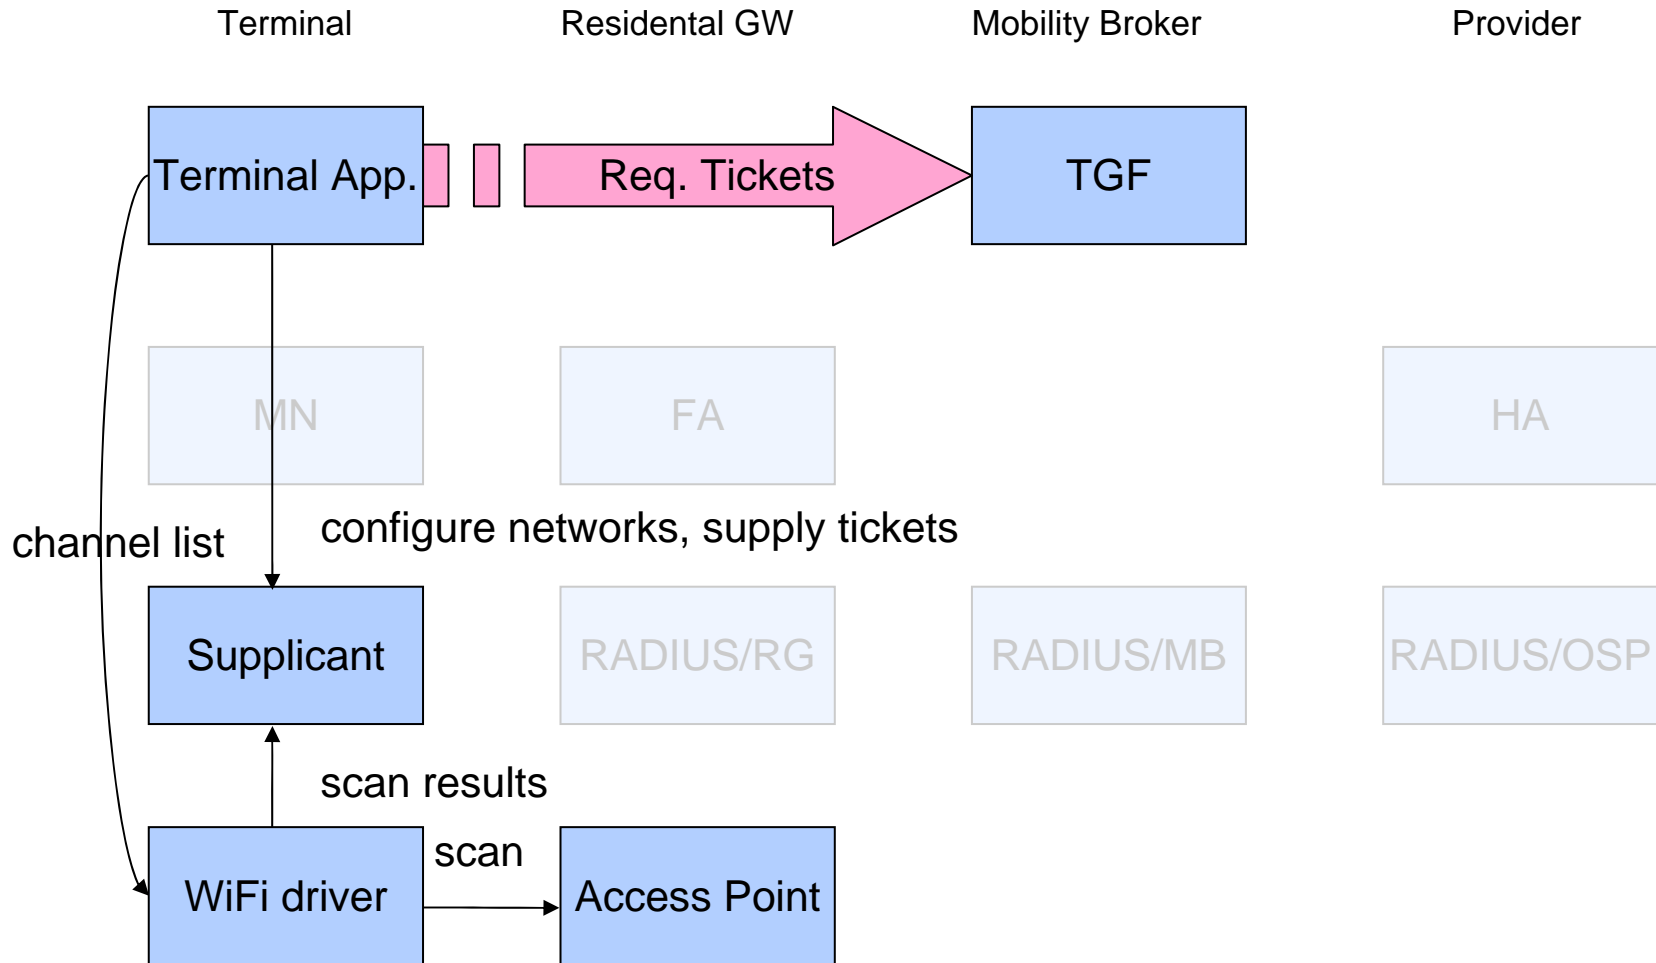 Terminal
Residental GW
Mobility Broker
Provider
Terminal App.
Req. Tickets
TGF
MN
FA
HA
channel list
configure networks, supply tickets
Supplicant
RADIUS/RG
RADIUS/MB
RADIUS/OSP
scan results
scan
WiFi driver
Access Point